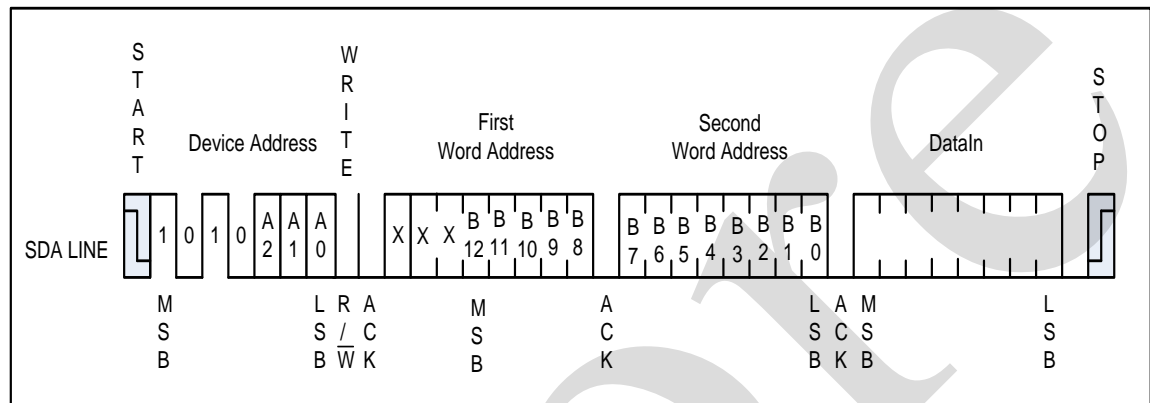 START
WRITE
STOP
Device Address
First
Word Address
Second
Word Address
DataIn
SDA LINE
1 0 1 0 A2 A1 A0
X X X B12 B11 B10 B9 B8
B7 B6 B5 B4 B3 B2 B1 B0
MSB
LSB
R/W
ACK
MSB
ACK
LSB
ACK
MSB
LSB